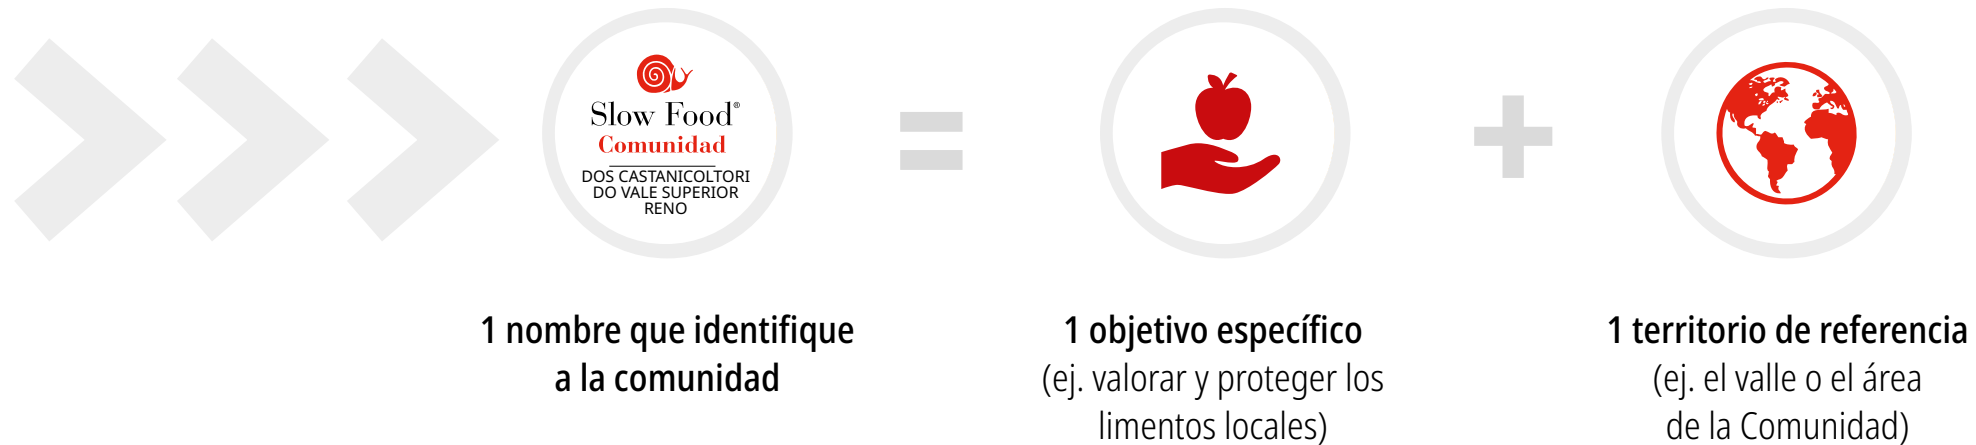 Slow Food®
Comunidad
DOS CASTANICOLTORI
DO VALE SUPERIOR
RENO
=
+
1 nombre que identifique
a la comunidad
1 objetivo específico
(ej. valorar y proteger los
limentos locales)
1 territorio de referencia
(ej. el valle o el área
de la Comunidad)